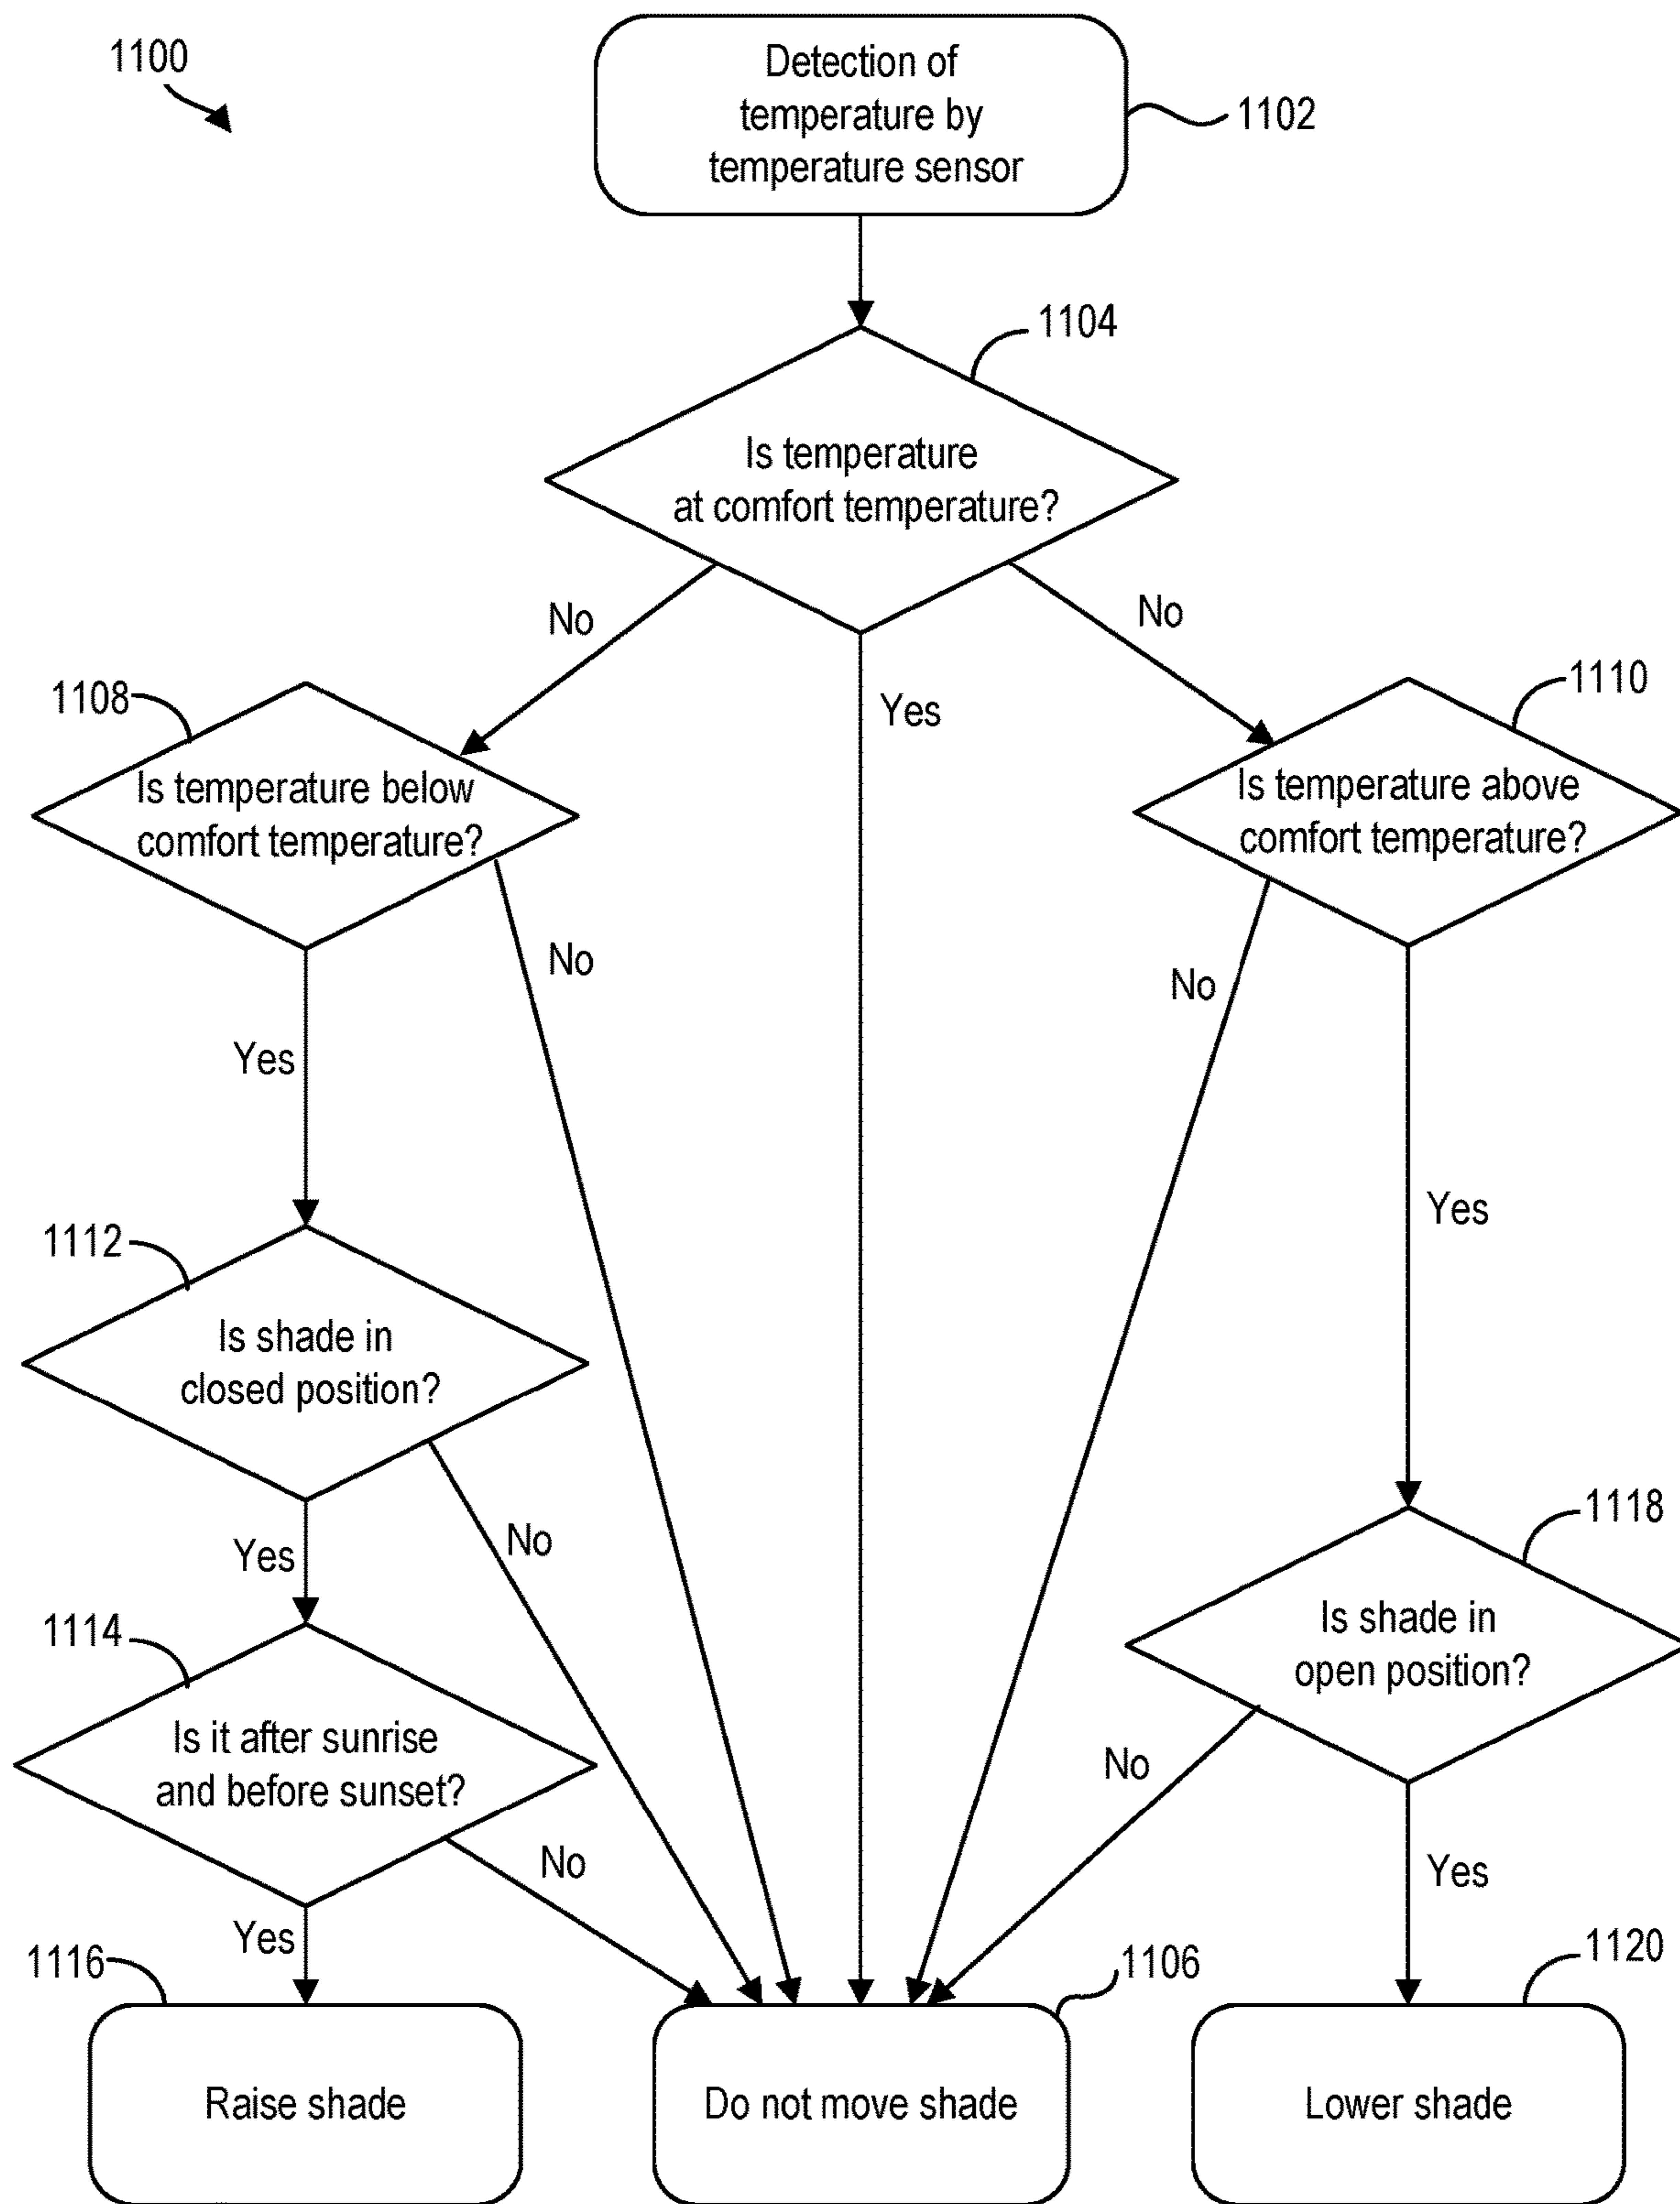 1100
Detection of
temperature by
temperature sensor
1102
1104
Is temperature
at comfort temperature?
No
No
Yes
1108
Is temperature below
comfort temperature?
1110
Is temperature above
comfort temperature?
No
No
Yes
Yes
1112
Is shade in
closed position?
No
Yes
1118
Is shade in
open position?
1114
Is it after sunrise
and before sunset?
No
No
Yes
Yes
1116
Raise shade
1106
Do not move shade
1120
Lower shade